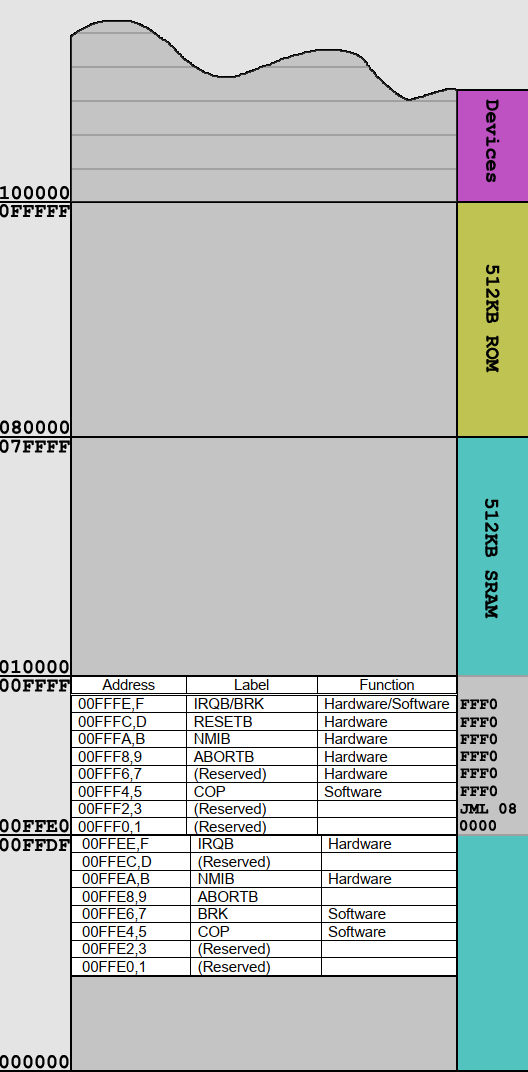 Devices
100000
0FFFFF
512KB ROM
080000
07FFFF
512KB SRAM
010000
00FFFF
Address Label Function
00FFFE,F IRQB/BRK Hardware/Software FFF0
00FFFC,D RESETB Hardware FFF0
00FFFA,B NMIB Hardware FFF0
00FFF8,9 ABORTB Hardware FFF0
00FFF6,7 (Reserved) Hardware FFF0
00FFF4,5 COP Software FFF0
00FFF2,3 (Reserved) JML 08
00FFE0 00FFF0,1 (Reserved) 0000
00FFDF 00FFEE,F IRQB Hardware
00FFEC,D (Reserved)
00FFEA,B NMIB Hardware
00FFE8,9 ABORTB
00FFE6,7 BRK Software
00FFE4,5 COP Software
00FFE2,3 (Reserved)
00FFE0,1 (Reserved)
000000